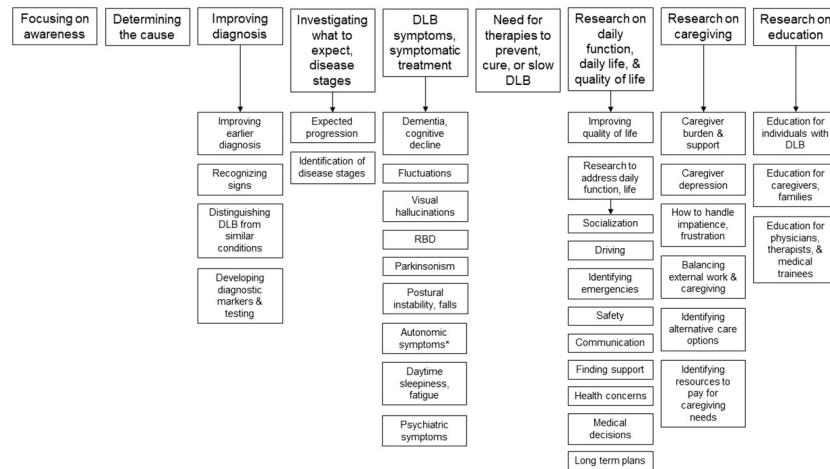 Focusing on
awareness
Determining
the cause
Improving
diagnosis
Investigating
what to
expect,
disease
stages
DLB
symptoms,
symptomatic
treatment
Need for
therapies to
prevent,
cure, or slow
DLB
Research on
daily
function,
daily life, &
quality of life
Research on
caregiving
Research on
education
Improving
earlier
diagnosis
Recognizing
signs
Distinguishing
DLB from
similar
conditions
Developing
diagnostic
markers &
testing
Expected
progression
Identification of
disease stages
Dementia,
cognitive
decline
Fluctuations
Visual
hallucinations
RBD
Parkinsonism
Postural
instability, falls
Autonomic
symptoms*
Daytime
sleepiness,
fatigue
Psychiatric
symptoms
Improving
quality of life
Research to
address daily
function, life
Socialization
Driving
Identifying
emergencies
Safety
Communication
Finding support
Health concerns
Medical
decisions
Long term plans
Caregiver
burden &
support
Caregiver
depression
How to handle
impatience,
frustration
Balancing
external work &
caregiving
Identifying
alternative care
options
Identifying
resources to
pay for
caregiving
needs
Education for
individuals with
DLB
Education for
caregivers,
families
Education for
physicians,
therapists, &
medical
trainees